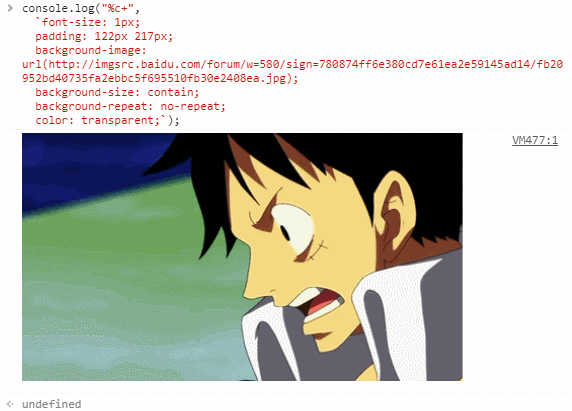 > console.log("%c+",
`font-size: 1px;
padding: 122px 217px;
background-image:
url(http://imgsrc.baidu.com/forum/w=580/sign=780874ff6e380cd7e61ea2e59145ad14/fb20
952bd40735fa2ebbc5f695510fb30e2408ea.jpg);
background-size: contain;
background-repeat: no-repeat;
color: transparent;`);
VM477:1
undefined